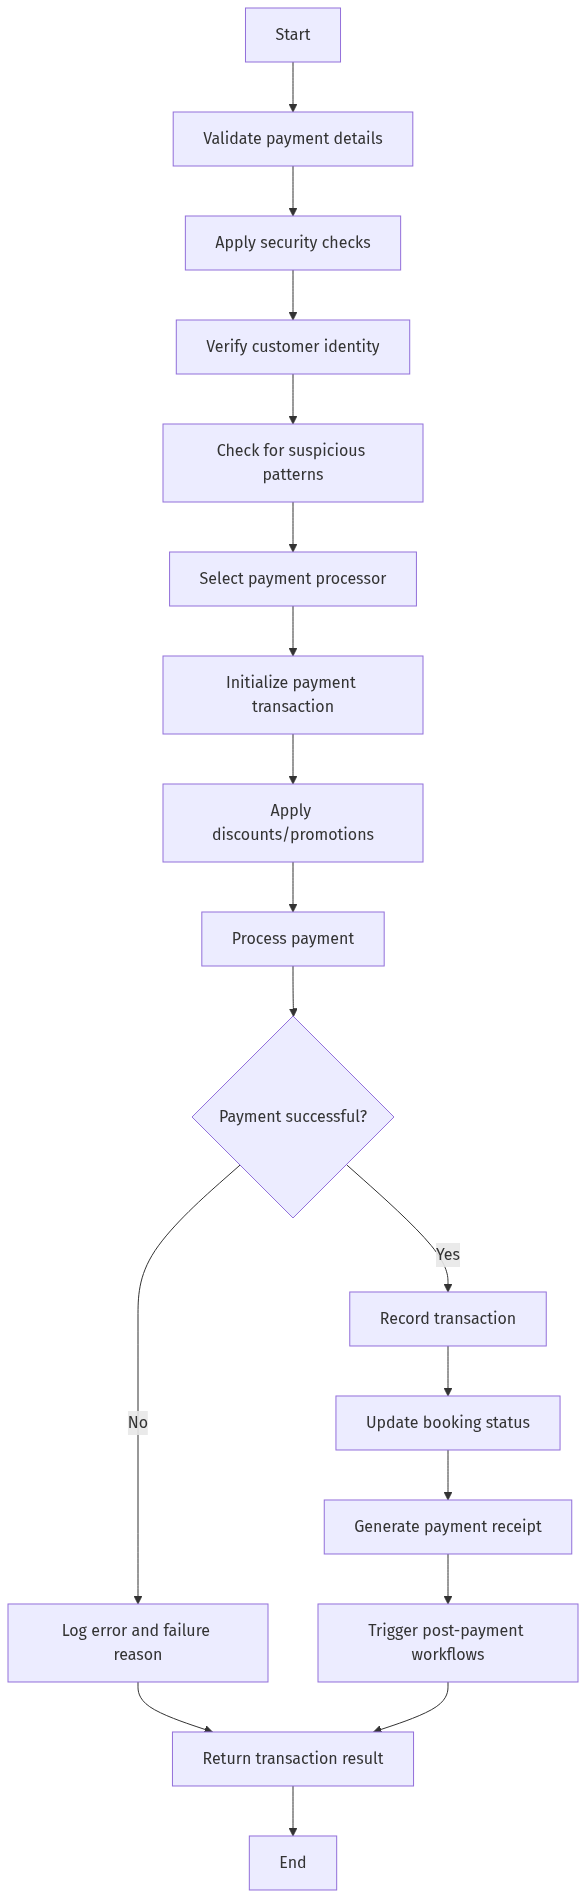 Start
Validate payment details
Apply security checks
Verify customer identity
Check for suspicious
patterns
Select payment processor
Initialize payment
transaction
Apply
discounts/promotions
Process payment
Payment successful?
Yes
Record transaction
No
Update booking status
Generate payment receipt
Log error and failure
reason
Trigger post-payment
workflows
Return transaction result
End